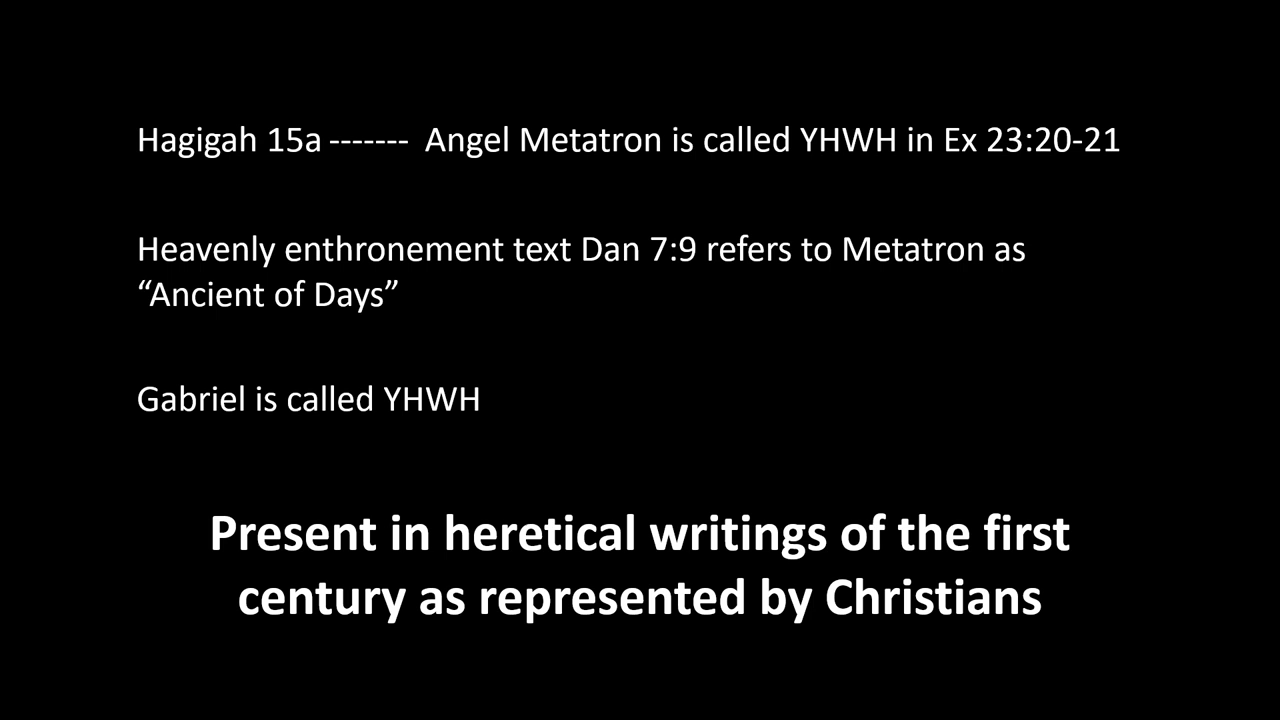 Hagigah 15a ------- Angel Metatron is called YHWH in Ex 23:20-21
Heavenly enthronement text Dan 7:9 refers to Metatron as
“Ancient of Days”
Gabriel is called YHWH
Present in heretical writings of the first
century as represented by Christians